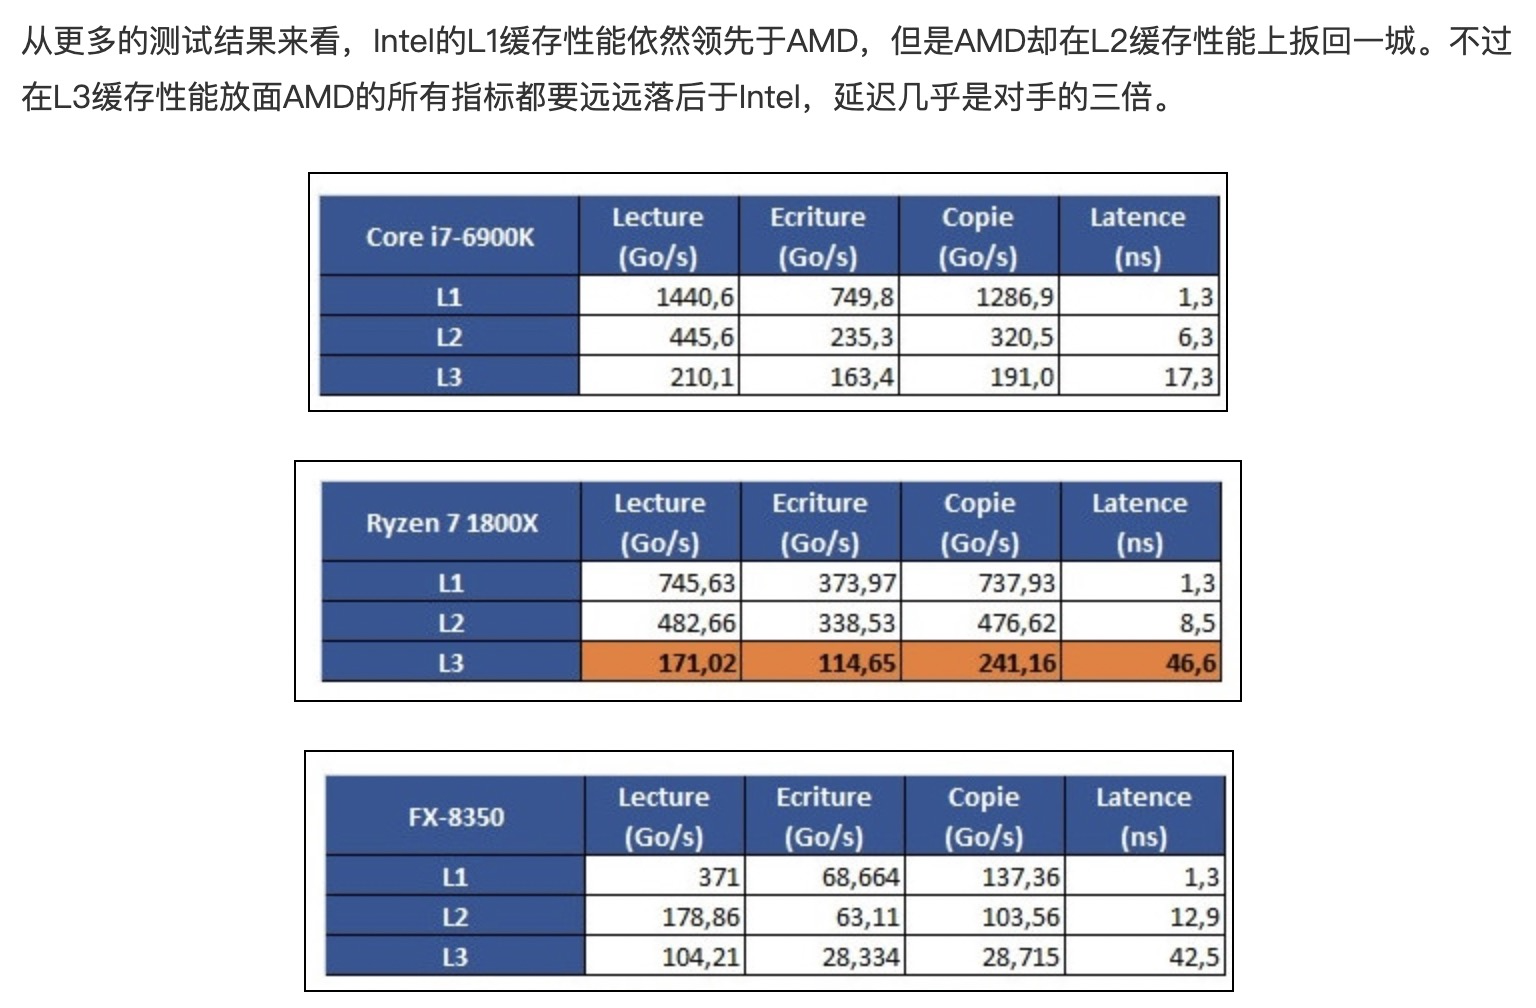 从更多的测试结果来看，Intel的L1缓存性能依然领先于AMD，但是AMD却在L2缓存性能上扳回一城。不过
在L3缓存性能放面AMD的所有指标都要远远落后于Intel，延迟几乎是对手的三倍。
Core i7-6900K Lecture (Go/s) Ecriture (Go/s) Copie (Go/s) Latence (ns)
L1 1440,6 749,8 1286,9 1,3
L2 445,6 235,3 320,5 6,3
L3 210,1 163,4 191,0 17,3
Ryzen 7 1800X Lecture (Go/s) Ecriture (Go/s) Copie (Go/s) Latence (ns)
L1 745,63 373,97 737,93 1,3
L2 482,66 338,53 476,62 8,5
L3 171,02 114,65 241,16 46,6
FX-8350 Lecture (Go/s) Ecriture (Go/s) Copie (Go/s) Latence (ns)
L1 371 68,664 137,36 1,3
L2 178,86 63,11 103,56 12,9
L3 104,21 28,334 28,715 42,5